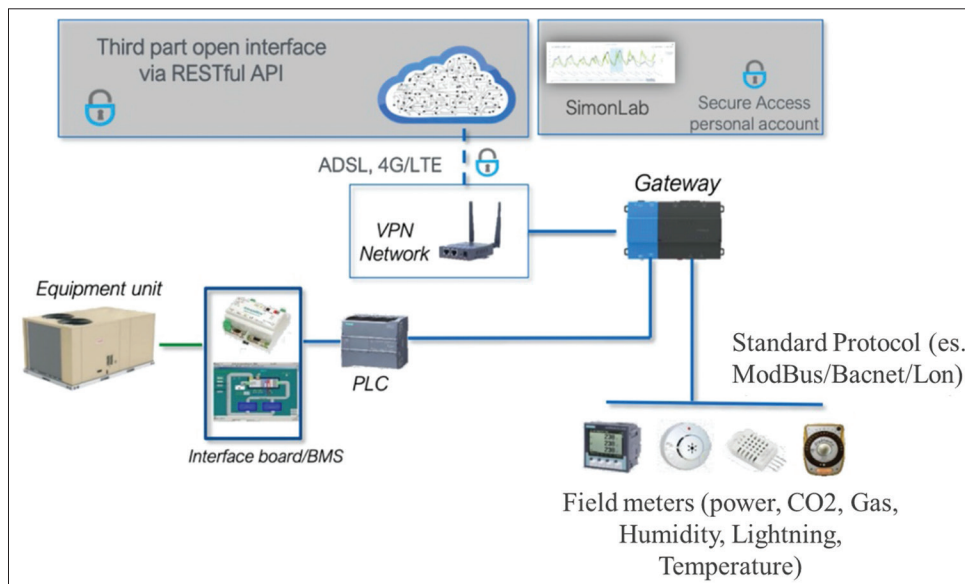 Third part open interface
via RESTful API
SimonLab
Secure Access
personal account
ADSL, 4G/LTE
Gateway
VPN
Network
Equipment unit
PLC
Interface board/BMS
Standard Protocol (es.
ModBus/Bacnet/Lon)
Field meters (power, CO2, Gas,
Humidity, Lightning,
Temperature)